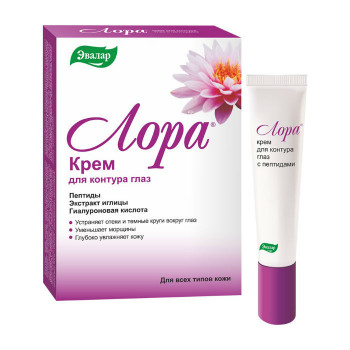 Эвалар
Лора®
Крем
для контура глаз
Пептиды
Экстракт иглицы
Гиалуроновая кислота
Устраняет отеки и темные круги вокруг глаз
Уменьшает морщины
Глубоко увлажняет кожу
Для всех типов кожи
Лора®
крем
для контура
глаз
с пептидами
Эвалар